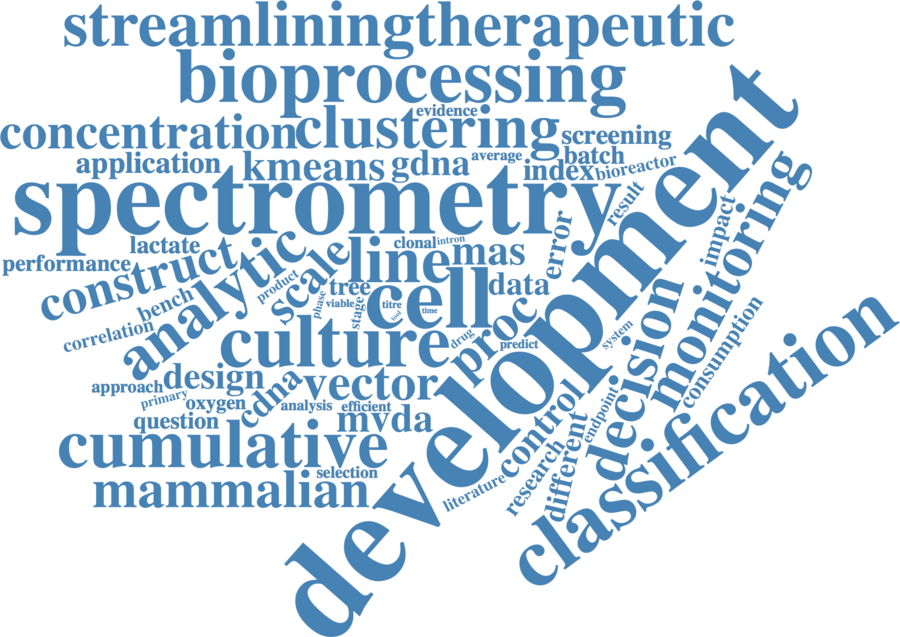 streamlining therapeutic
bioprocessing
evidence
concentration clustering screening
application kmeans gdna average index batch bioreactor
spectrometry
development
result
impact
monitoring
lactate
performance
construct
analytic
product
scale
line
clonal intron
mas
error
data
bench
correlation
phase
viable
tree
stage
cell
titre
tool
time
culture
drug
proc
predict
system
decision
consumption
classification
approach design
primary
oxygen
cdna
vector
analysis efficient
question
mvda
control
endpoint
cumulative
selection
mammalian
literature
research
different